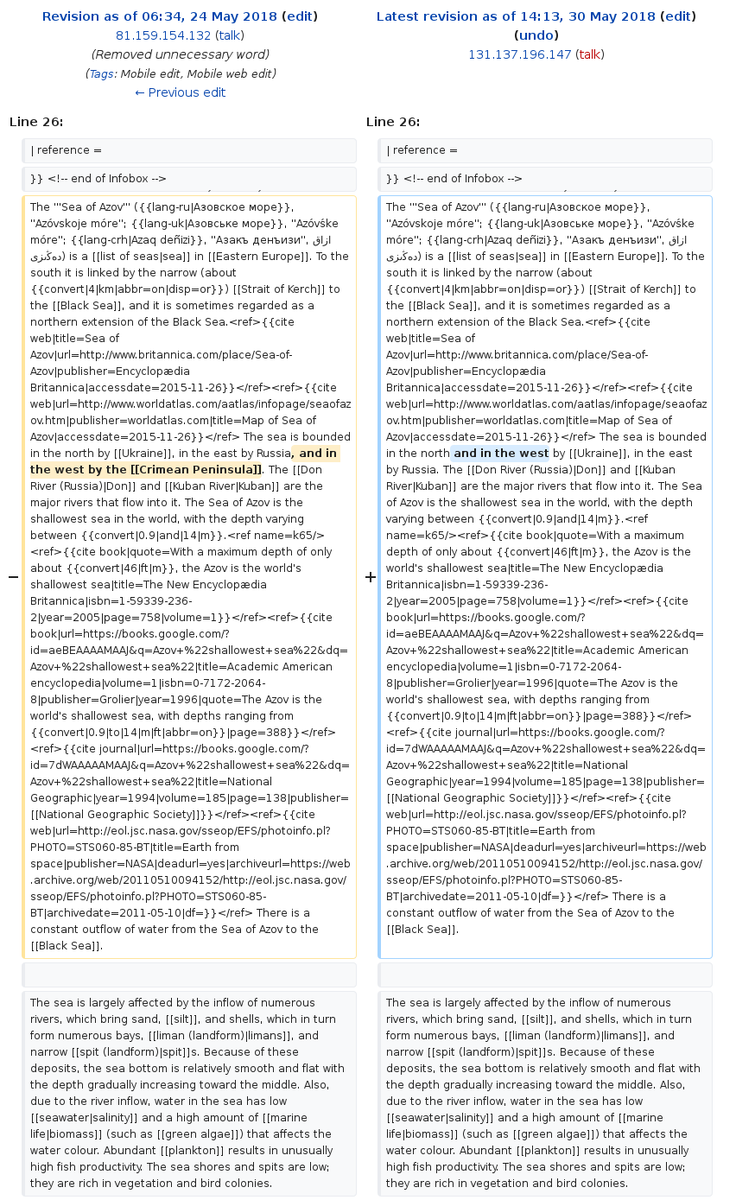 Revision as of 06:34, 24 May 2018 (edit)
81.159.154.132 (talk)
(Removed unnecessary word)
(Tags: Mobile edit, Mobile web edit)
← Previous edit
Latest revision as of 14:13, 30 May 2018 (edit)
(undo)
131.137.196.147 (talk)
Line 26:
| reference =
}} <!-- end of Infobox -->
−
The '''Sea of Azov''' ({{lang-ru|Азовское море}},
''Azóvskoje móre''; {{lang-uk|Азовське море}}, ''Azóvśke
móre''; {{lang-crh|Azaq deñizi}}, ''Азакъ денъизи'', ازاق
دەڭىزى) is a [[list of seas|sea]] in [[Eastern Europe]]. To the
south it is linked by the narrow (about
{{convert|4|km|abbr=on|disp=or}}) [[Strait of Kerch]] to
the [[Black Sea]], and it is sometimes regarded as a
northern extension of the Black Sea.<ref>{{cite
web|title=Sea of
Azov|url=http://www.britannica.com/place/Sea-of-
Azov|publisher=Encyclopædia
Britannica|accessdate=2015-11-26}}</ref><ref>{{cite
web|url=http://www.worldatlas.com/aatlas/infopage/seaofaz
ov.htm|publisher=worldatlas.com|title=Map of Sea of
Azov|accessdate=2015-11-26}}</ref> The sea is bounded
in the north by [[Ukraine]], in the east by Russia, and in
the west by the [[Crimean Peninsula]]. The [[Don
River (Russia)|Don]] and [[Kuban River|Kuban]] are the
major rivers that flow into it. The Sea of Azov is the
shallowest sea in the world, with the depth varying
between {{convert|0.9|and|14|m}}.<ref name=k65/>
<ref>{{cite book|quote=With a maximum depth of only
about {{convert|46|ft|m}}, the Azov is the world's
shallowest sea|title=The New Encyclopædia
Britannica|isbn=1-59339-236-
2|year=2005|page=758|volume=1}}</ref><ref>{{cite
book|url=https://books.google.com/?
id=aeBEAAAAMAAJ&q=Azov+%22shallowest+sea%22&dq=
Azov+%22shallowest+sea%22|title=Academic American
encyclopedia|volume=1|isbn=0-7172-2064-
8|publisher=Grolier|year=1996|quote=The Azov is the
world's shallowest sea, with depths ranging from
{{convert|0.9|to|14|m|ft|abbr=on}}|page=388}}</ref>
<ref>{{cite journal|url=https://books.google.com/?
id=7dWAAAAAMAAJ&q=Azov+%22shallowest+sea%22&dq=
Azov+%22shallowest+sea%22|title=National
Geographic|year=1994|volume=185|page=138|publisher=
[[National Geographic Society]]}}</ref><ref>{{cite
web|url=http://eol.jsc.nasa.gov/sseop/EFS/photoinfo.pl?
PHOTO=STS060-85-BT|title=Earth from
space|publisher=NASA|deadurl=yes|archiveurl=https://web
.archive.org/web/20110510094152/http://eol.jsc.nasa.gov/
sseop/EFS/photoinfo.pl?PHOTO=STS060-85-
BT|archivedate=2011-05-10|df=}}</ref> There is a
constant outflow of water from the Sea of Azov to the
[[Black Sea]].
The sea is largely affected by the inflow of numerous
rivers, which bring sand, [[silt]], and shells, which in turn
form numerous bays, [[liman (landform)|limans]], and
narrow [[spit (landform)|spit]]s. Because of these
deposits, the sea bottom is relatively smooth and flat with
the depth gradually increasing toward the middle. Also,
due to the river inflow, water in the sea has low
[[seawater|salinity]] and a high amount of [[marine
life|biomass]] (such as [[green algae]]) that affects the
water colour. Abundant [[plankton]] results in unusually
high fish productivity. The sea shores and spits are low;
they are rich in vegetation and bird colonies.
Line 26:
| reference =
}} <!-- end of Infobox -->
+
The '''Sea of Azov''' ({{lang-ru|Азовское море}},
''Azóvskoje móre''; {{lang-uk|Азовське море}}, ''Azóvśke
móre''; {{lang-crh|Azaq deñizi}}, ''Азакъ денъизи'', ازاق
دەڭىزى) is a [[list of seas|sea]] in [[Eastern Europe]]. To the
south it is linked by the narrow (about
{{convert|4|km|abbr=on|disp=or}}) [[Strait of Kerch]] to
the [[Black Sea]], and it is sometimes regarded as a
northern extension of the Black Sea.<ref>{{cite
web|title=Sea of
Azov|url=http://www.britannica.com/place/Sea-of-
Azov|publisher=Encyclopædia
Britannica|accessdate=2015-11-26}}</ref><ref>{{cite
web|url=http://www.worldatlas.com/aatlas/infopage/seaofaz
ov.htm|publisher=worldatlas.com|title=Map of Sea of
Azov|accessdate=2015-11-26}}</ref> The sea is bounded
in the north and in the west by [[Ukraine]], in the east
by Russia. The [[Don River (Russia)|Don]] and [[Kuban
River|Kuban]] are the major rivers that flow into it. The Sea
of Azov is the shallowest sea in the world, with the depth
varying between {{convert|0.9|and|14|m}}.<ref
name=k65/><ref>{{cite book|quote=With a maximum
depth of only about {{convert|46|ft|m}}, the Azov is the
world's shallowest sea|title=The New Encyclopædia
Britannica|isbn=1-59339-236-
2|year=2005|page=758|volume=1}}</ref><ref>{{cite
book|url=https://books.google.com/?
id=aeBEAAAAMAAJ&q=Azov+%22shallowest+sea%22&dq=
Azov+%22shallowest+sea%22|title=Academic American
encyclopedia|volume=1|isbn=0-7172-2064-
8|publisher=Grolier|year=1996|quote=The Azov is the
world's shallowest sea, with depths ranging from
{{convert|0.9|to|14|m|ft|abbr=on}}|page=388}}</ref>
<ref>{{cite journal|url=https://books.google.com/?
id=7dWAAAAAMAAJ&q=Azov+%22shallowest+sea%22&dq=
Azov+%22shallowest+sea%22|title=National
Geographic|year=1994|volume=185|page=138|publisher=
[[National Geographic Society]]}}</ref><ref>{{cite
web|url=http://eol.jsc.nasa.gov/sseop/EFS/photoinfo.pl?
PHOTO=STS060-85-BT|title=Earth from
space|publisher=NASA|deadurl=yes|archiveurl=https://web
.archive.org/web/20110510094152/http://eol.jsc.nasa.gov/
sseop/EFS/photoinfo.pl?PHOTO=STS060-85-
BT|archivedate=2011-05-10|df=}}</ref> There is a
constant outflow of water from the Sea of Azov to the
[[Black Sea]].
The sea is largely affected by the inflow of numerous
rivers, which bring sand, [[silt]], and shells, which in turn
form numerous bays, [[liman (landform)|limans]], and
narrow [[spit (landform)|spit]]s. Because of these
deposits, the sea bottom is relatively smooth and flat with
the depth gradually increasing toward the middle. Also,
due to the river inflow, water in the sea has low
[[seawater|salinity]] and a high amount of [[marine
life|biomass]] (such as [[green algae]]) that affects the
water colour. Abundant [[plankton]] results in unusually
high fish productivity. The sea shores and spits are low;
they are rich in vegetation and bird colonies.